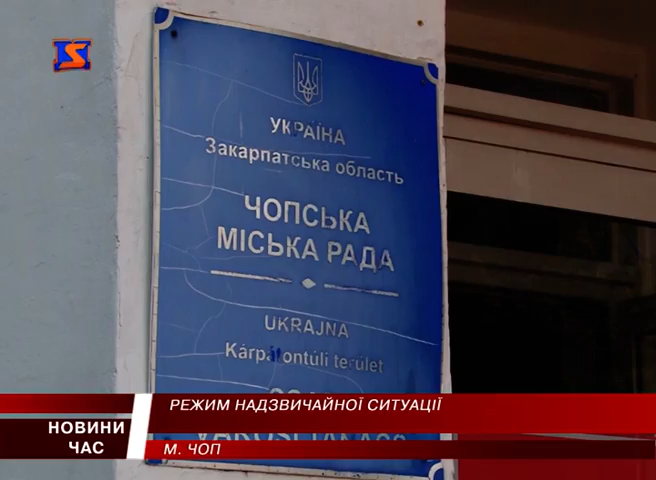 УКРАЇНА
Закарпатська область
ЧОПСЬКА
МІСЬКА РАДА
UKRAJNA
Kárpátontúli terület
РЕЖИМ НАДЗВИЧАЙНОЇ СИТУАЦІЇ
НОВИНИ
ЧАС
М. ЧОП